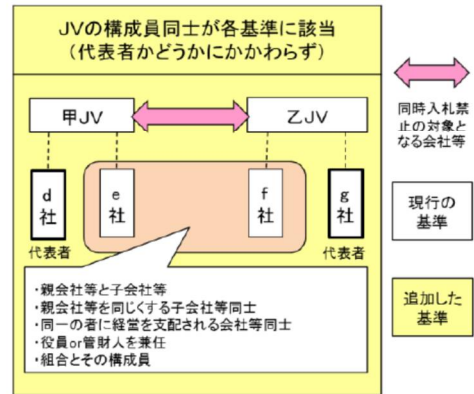 JVの構成員同士が各基準に該当
(代表者かどうかにかかわらず)
甲JV
乙JV
d社
e社
f社
g社
代表者
代表者
・親会社等と子会社等
・親会社等を同じくする子会社等同士
・同一の者に経営を支配される会社等同士
・役員or管財人を兼任
・組合とその構成員
同時入札禁
止の対象と
なる会社等
現行の
基準
追加した
基準